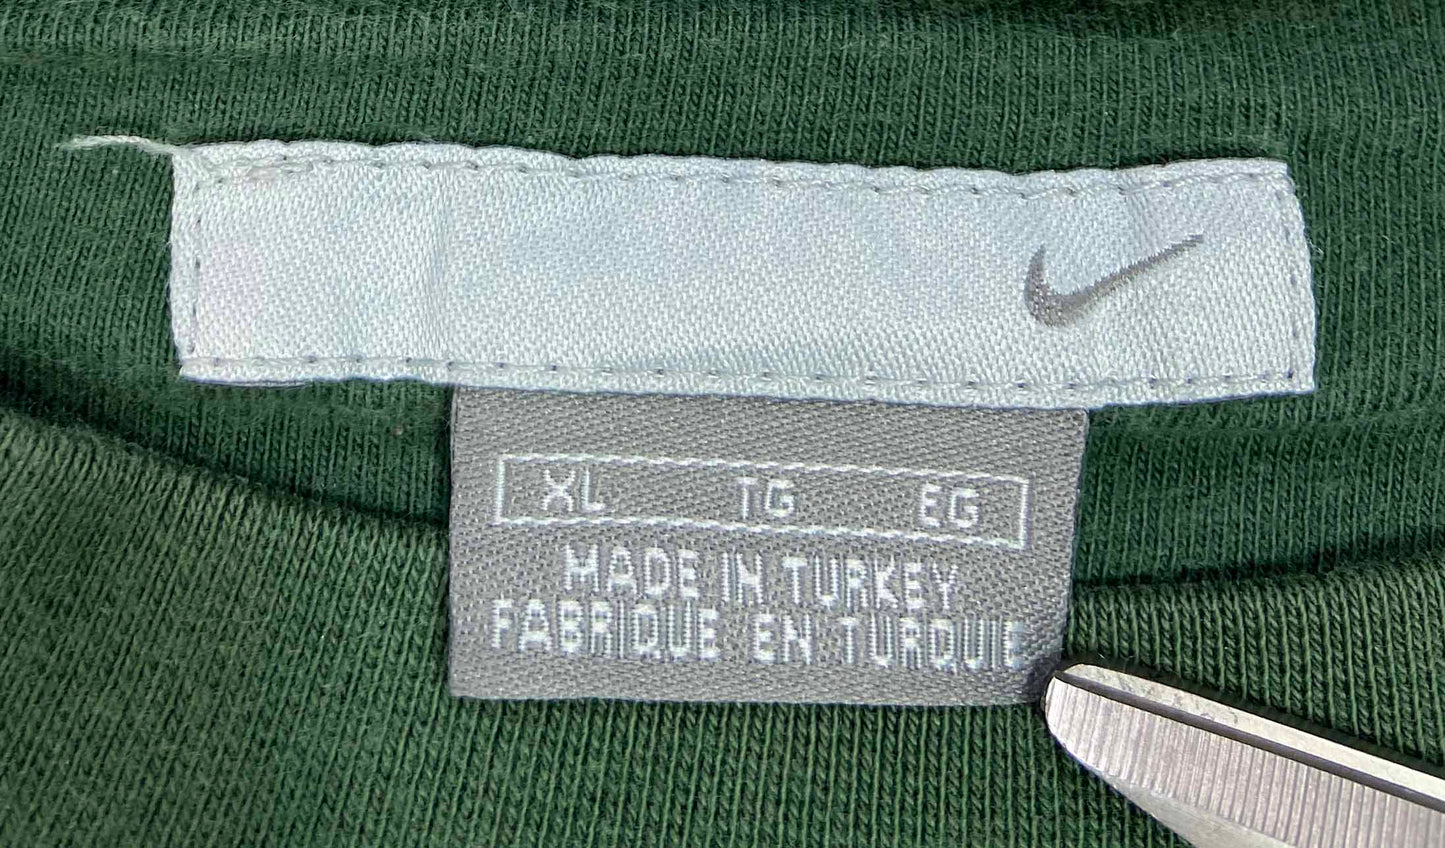 XL TG EG
MADE IN TURKEY
FABRIQUE EN TURQUIE